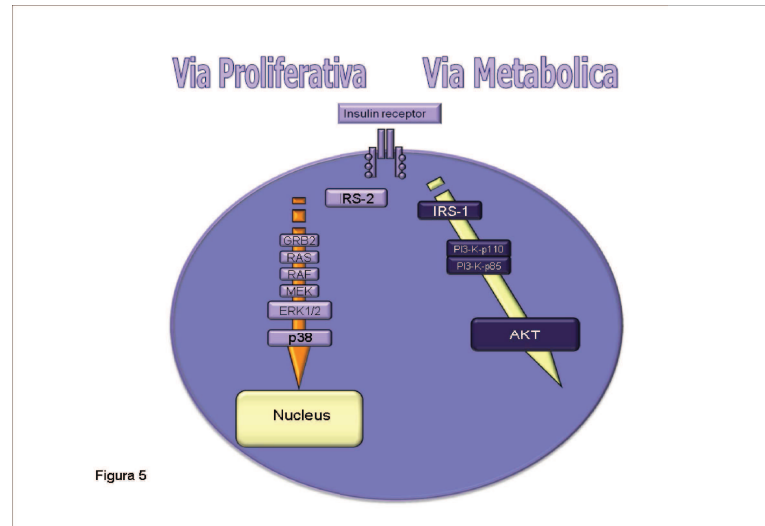 Via Proliferativa
Via Metabolica
Insulin receptor
IRS-2
IRS-1
GRB2
RAS
RAF
MEK
ERK1/2
p38
PI3-K-p110
PI3-K-p85
AKT
Nucleus
Figura 5